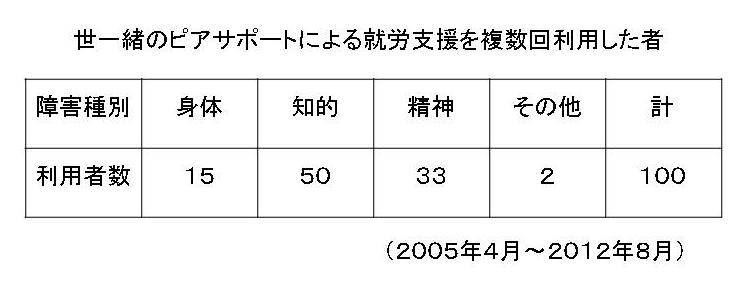 世一緒のピアサポートによる就労支援を複数回利用した者
障害種別 身体 知的 精神 その他 計
利用者数 15 50 33 2 100
（2005年4月～2012年8月）